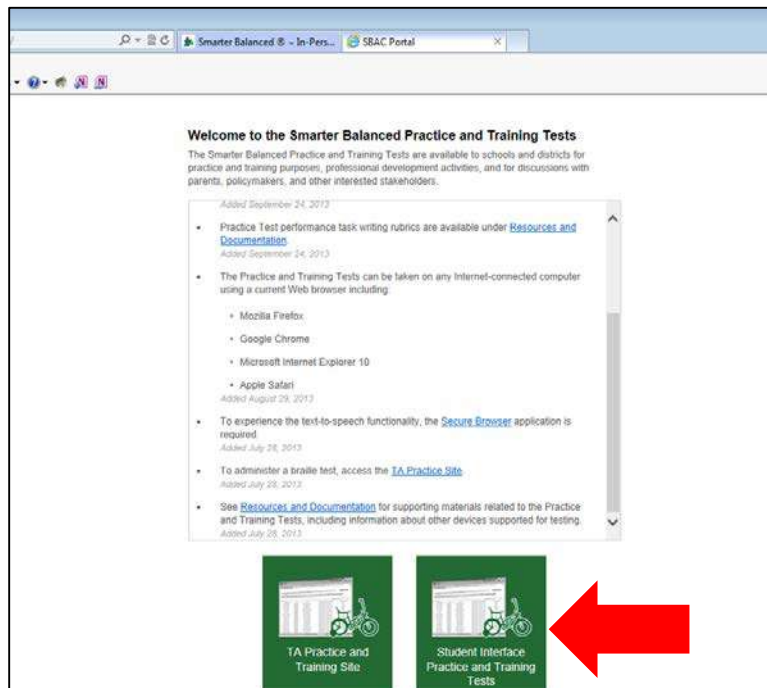 Smarter Balanced ® - In-Pers...
SBAC Portal
Welcome to the Smarter Balanced Practice and Training Tests
The Smarter Balanced Practice and Training Tests are available to schools and districts for
practice and training purposes, professional development activities, and for discussions with
parents, policymakers, and other interested stakeholders.
Added September 24, 2013
• Practice Test performance task writing rubrics are available under Resources and
Documentation.
Added September 24, 2013
• The Practice and Training Tests can be taken on any Internet-connected computer
using a current Web browser including:
• Mozilla Firefox
• Google Chrome
• Microsoft Internet Explorer 10
• Apple Safari
Added August 29, 2013
• To experience the text-to-speech functionality, the Secure Browser application is
required.
Added July 28, 2013
• To administer a braille test, access the TA Practice Site.
Added July 28, 2013
• See Resources and Documentation for supporting materials related to the Practice
and Training Tests, including information about other devices supported for testing.
Added July 28, 2013
TA Practice and
Training Site
Student Interface
Practice and Training
Tests